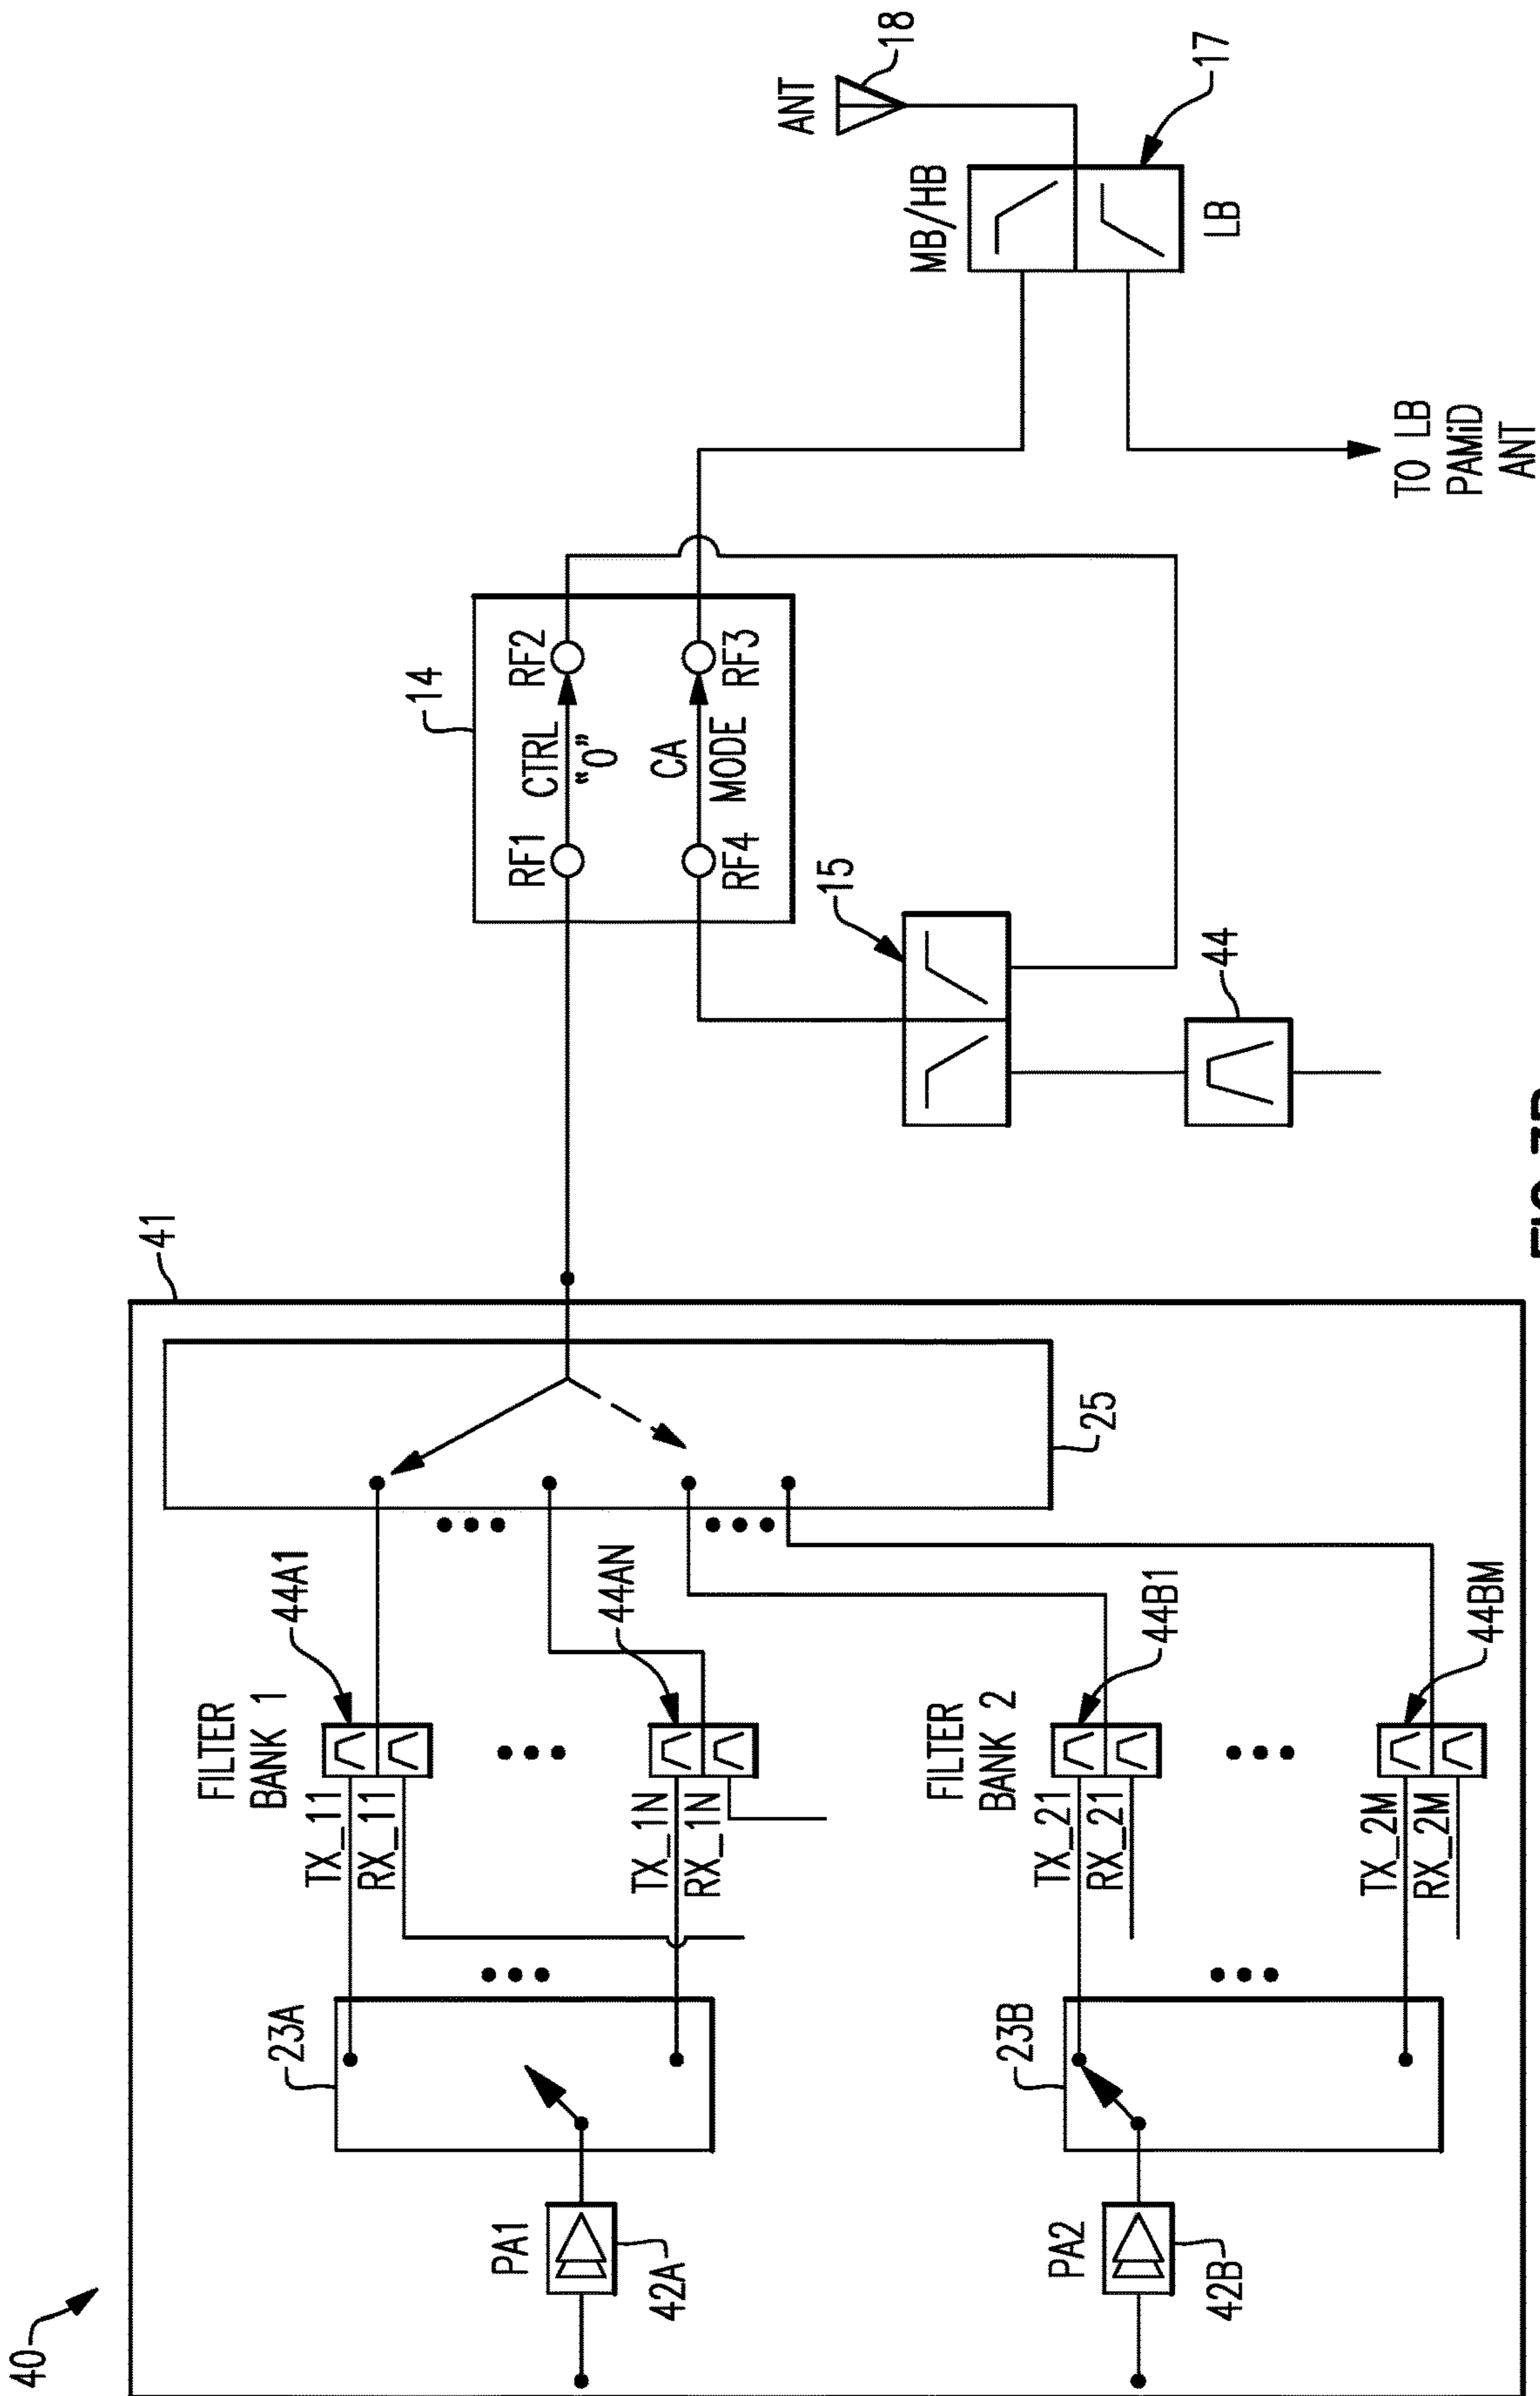 40
41
PA1
42A
23A
TX_11
RX_11
FILTER
BANK 1
44A1
TX_1N
RX_1N
44AN
PA2
42B
23B
TX_21
RX_21
FILTER
BANK 2
44B1
TX_2M
RX_2M
44BM
25
14
RF1
CTRL
“0”
RF2
RF4
CA
MODE
RF3
15
44
MB/HB
LB
17
ANT
18
TO LB
PAMiD
ANT